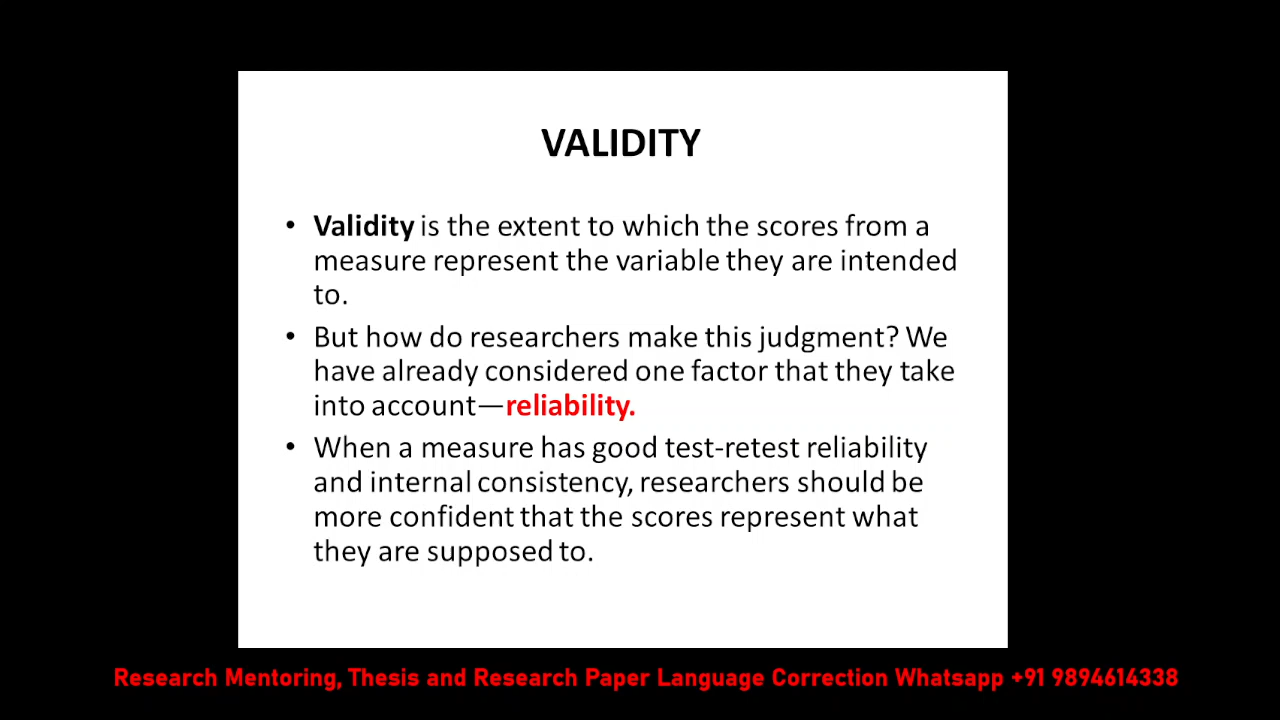 VALIDITY
• Validity is the extent to which the scores from a
measure represent the variable they are intended
to.
• But how do researchers make this judgment? We
have already considered one factor that they take
into account—reliability.
• When a measure has good test-retest reliability
and internal consistency, researchers should be
more confident that the scores represent what
they are supposed to.
Research Mentoring, Thesis and Research Paper Language Correction Whatsapp +91 9894614338